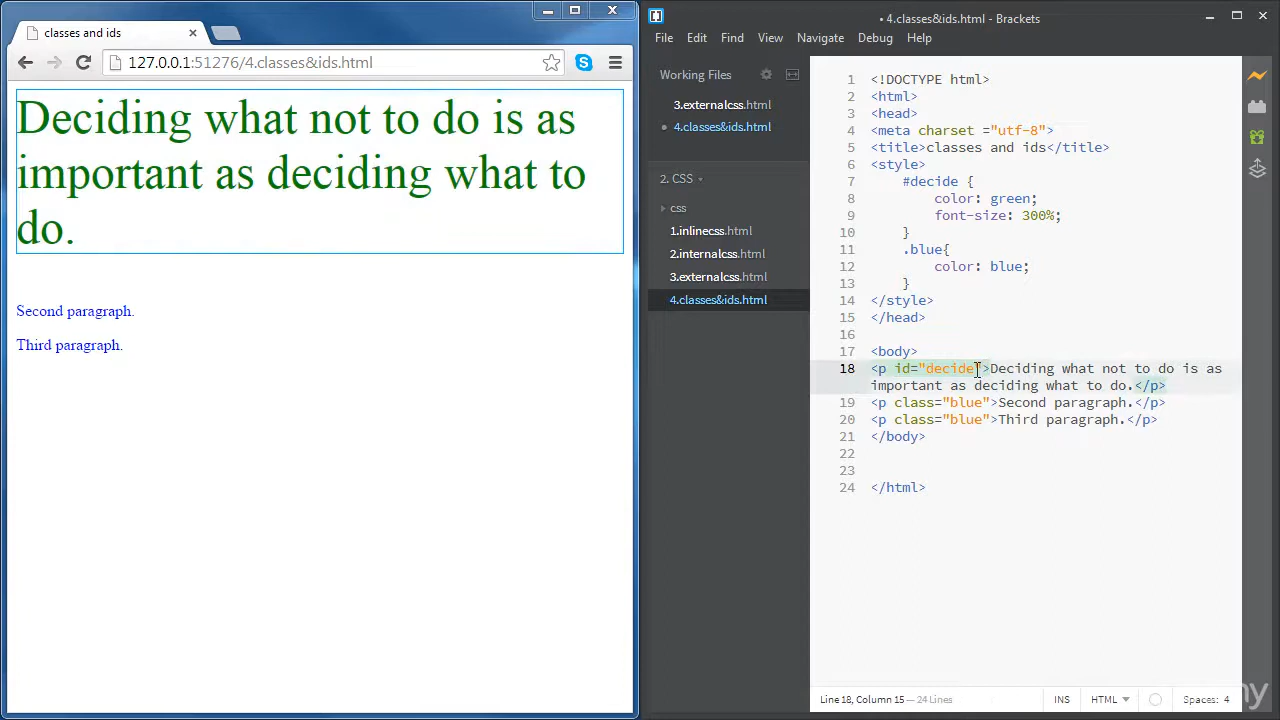 classes and ids
127.0.0.1:51276/4.classes&ids.html
Deciding what not to do is as
important as deciding what to
do.
Second paragraph.
Third paragraph.
• 4.classes&ids.html - Brackets
File Edit Find View Navigate Debug Help
Working Files
3.externalcss.html
4.classes&ids.html
2. CSS
css
1.inlinecss.html
2.internalcss.html
3.externalcss.html
4.classes&ids.html
1 <!DOCTYPE html>
2 <html>
3 <head>
4 <meta charset ="utf-8">
5 <title>classes and ids</title>
6 <style>
7 #decide {
8 color: green;
9 font-size: 300%;
10 }
11 .blue{
12 color: blue;
13 }
14 </style>
15 </head>
16
17 <body>
18 <p id="decide">Deciding what not to do is as
important as deciding what to do.</p>
19 <p class="blue">Second paragraph.</p>
20 <p class="blue">Third paragraph.</p>
21 </body>
22
23
24 </html>
Line 18, Column 15 — 24 Lines
INS HTML Spaces: 4